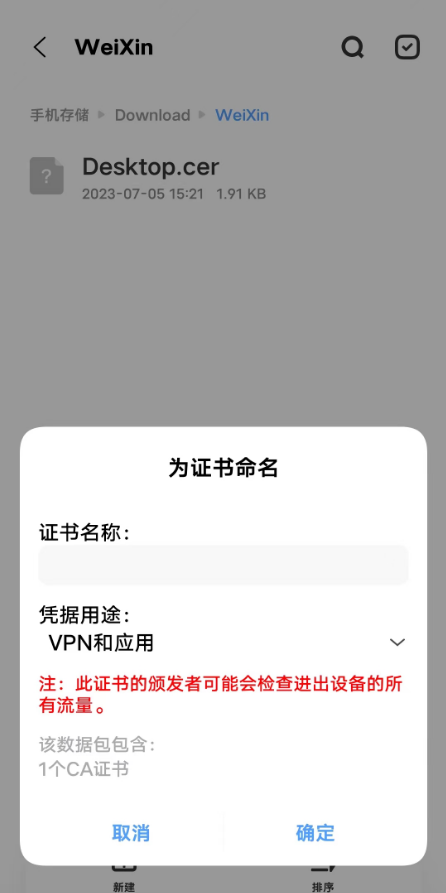 WeiXin
手机存储 Download WeiXin
?
Desktop.cer
2023-07-05 15:21 1.91 KB
为证书命名
证书名称：
凭据用途：
VPN和应用
注：此证书的颁发者可能会检查进出设备的所
有流量。
该数据包包含：
1个CA证书
取消 确定
新建 排序